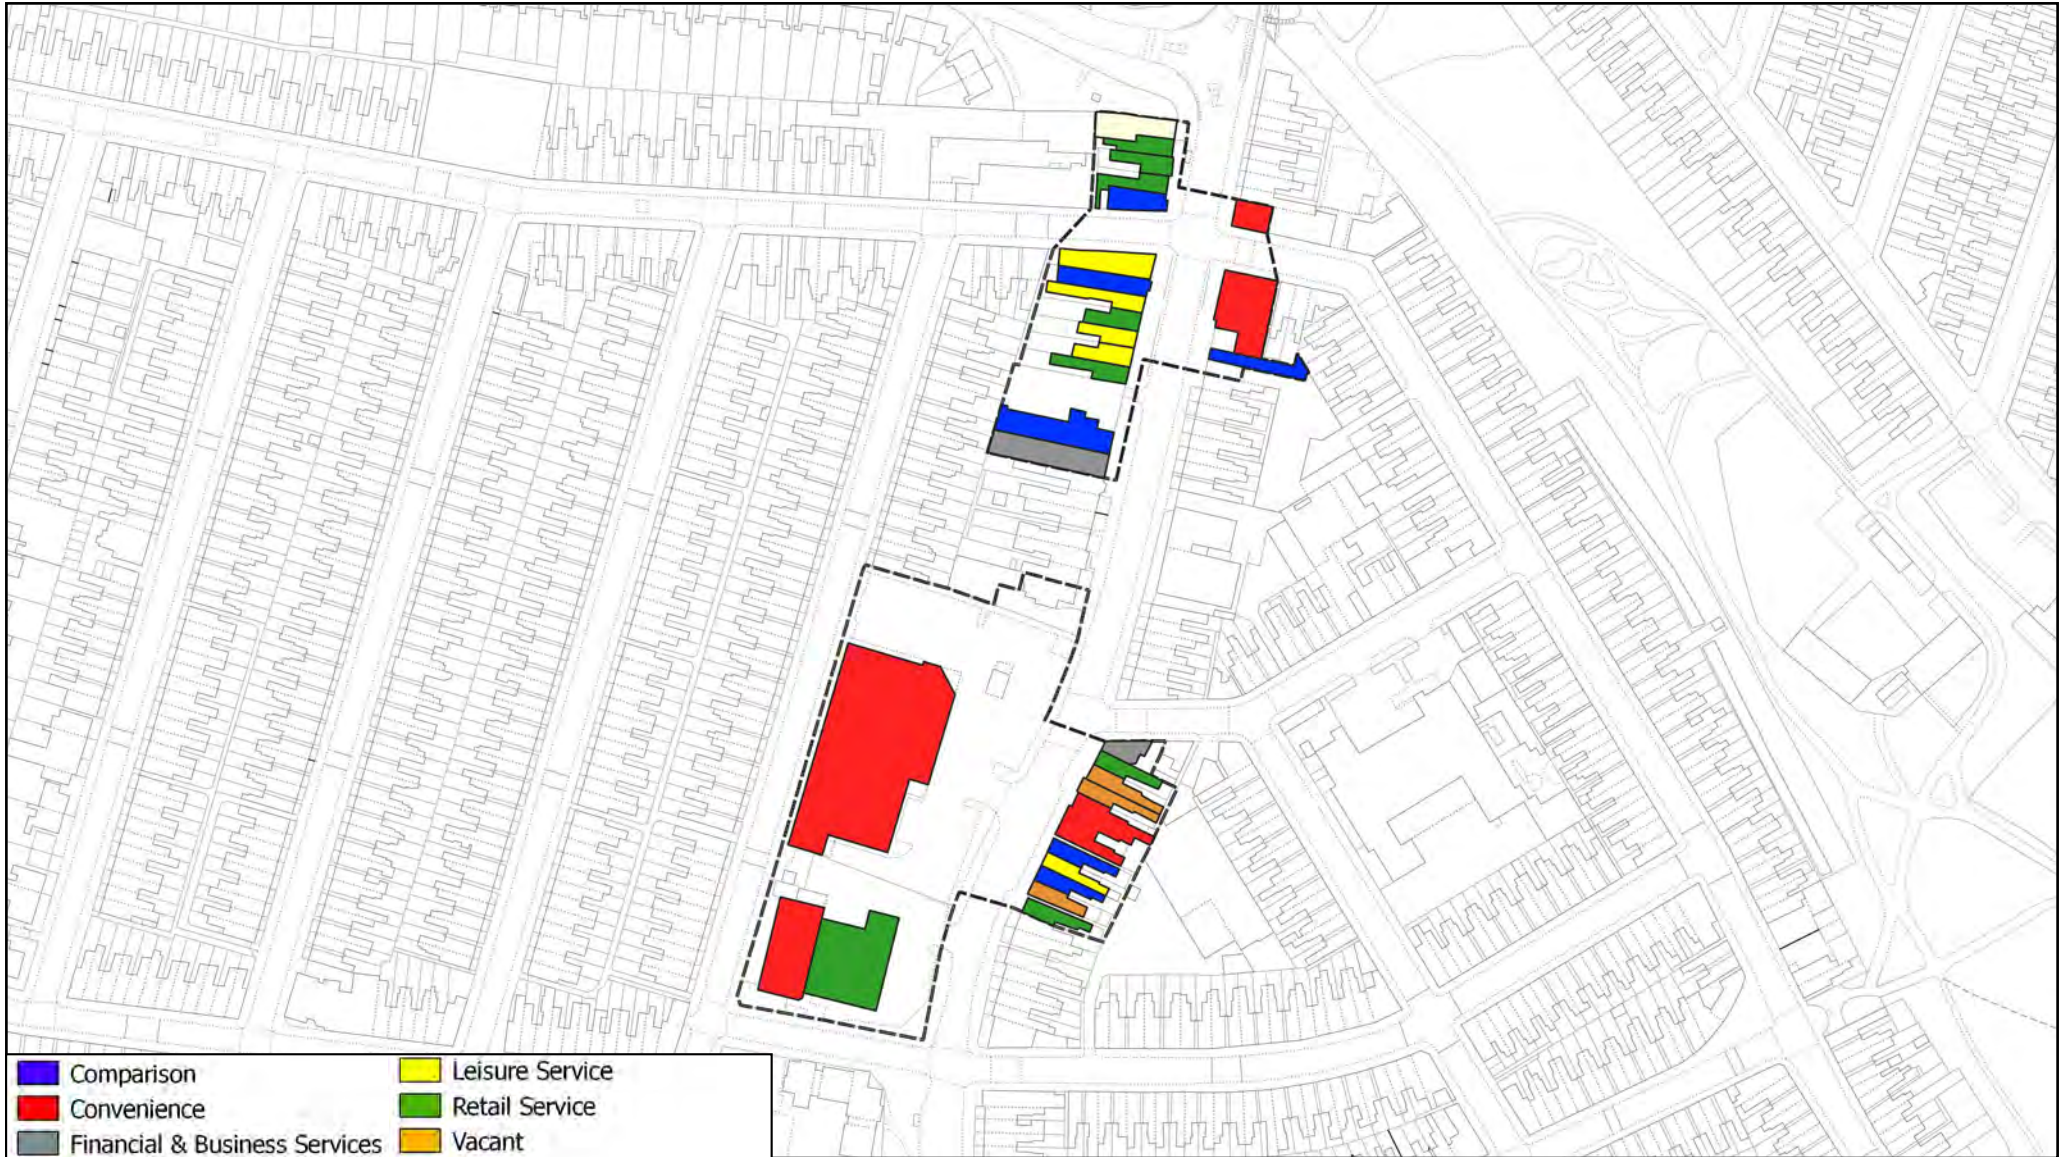 Comparison
Convenience
Financial & Business Services
Leisure Service
Retail Service
Vacant